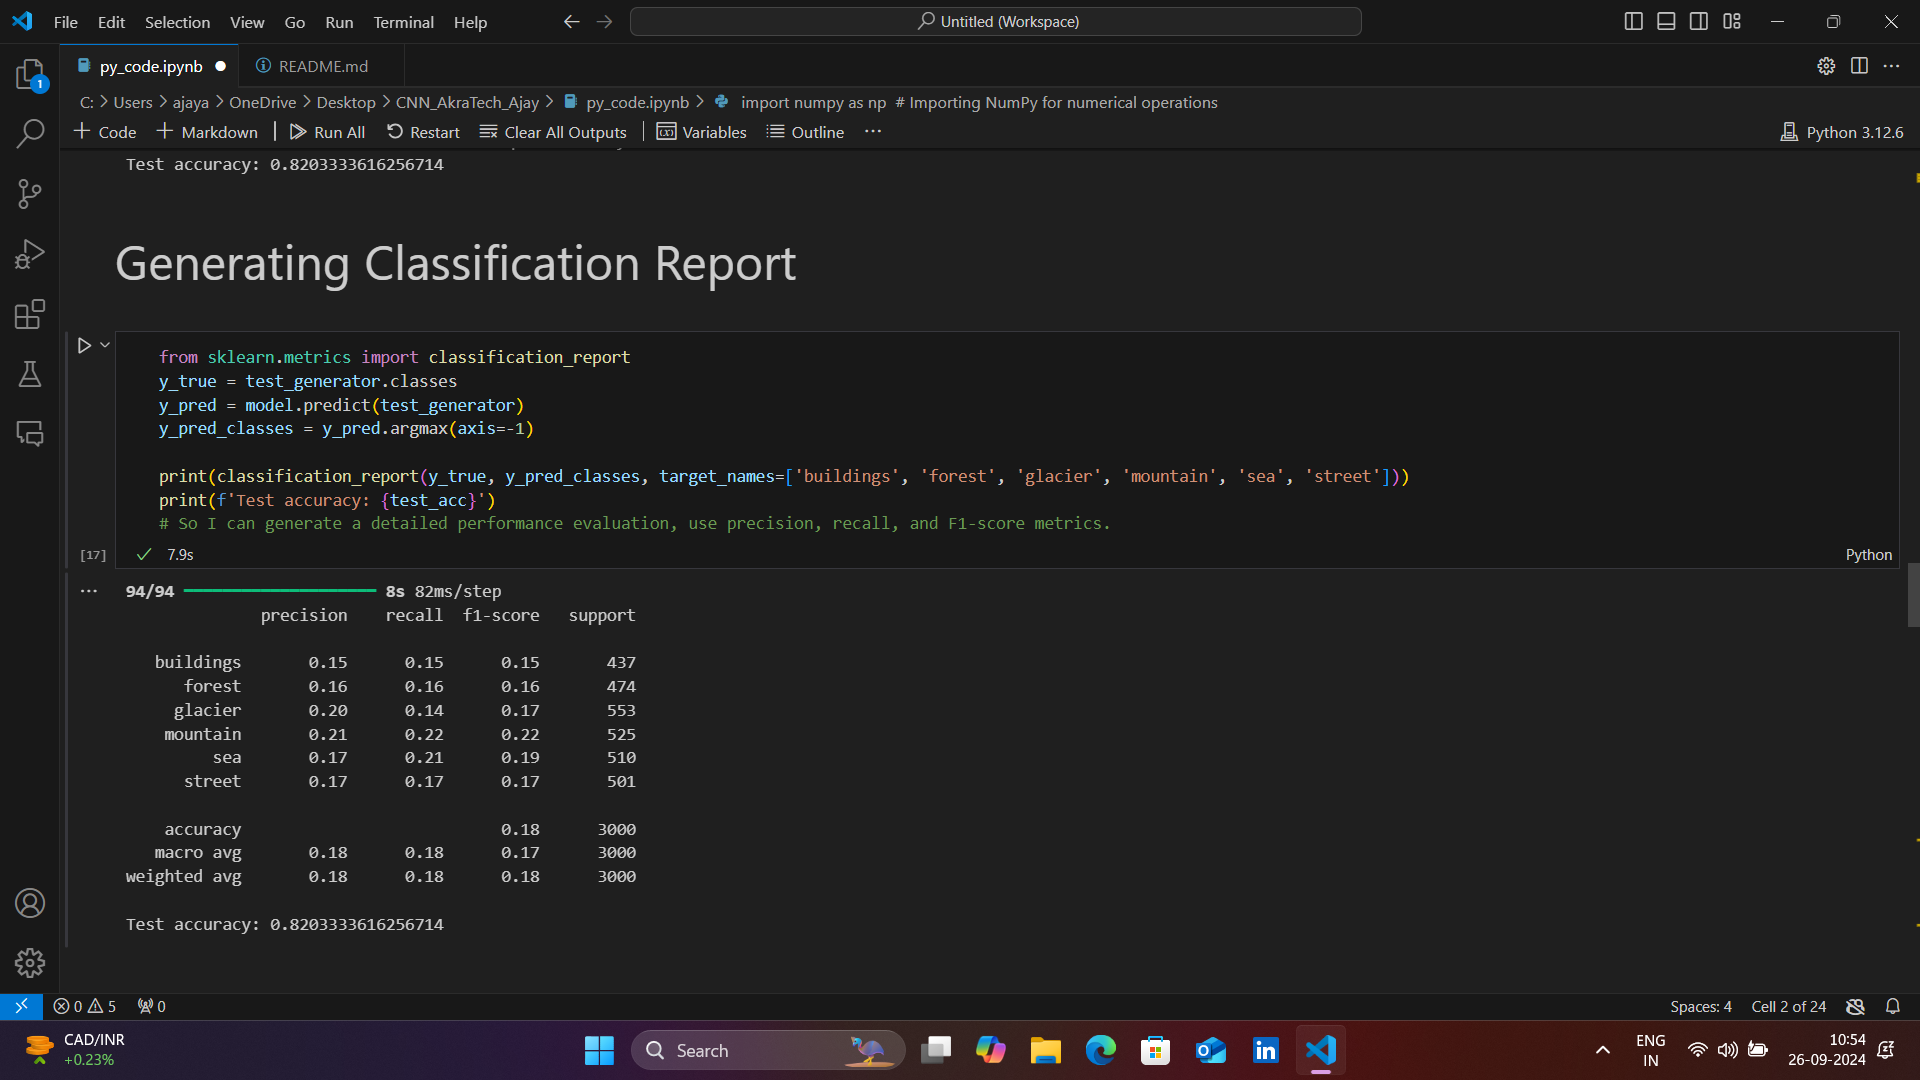 File Edit Selection View Go Run Terminal Help Untitled (Workspace)
py_code.ipynb README.md
1
C: > Users > ajaya > OneDrive > Desktop > CNN_AkraTech_Ajay > py_code.ipynb > import numpy as np # Importing NumPy for numerical operations
+ Code + Markdown | Run All Restart Clear All Outputs | Variables Outline ... Python 3.12.6
Test accuracy: 0.8203333616256714
Generating Classification Report
from sklearn.metrics import classification_report
y_true = test_generator.classes
y_pred = model.predict(test_generator)
y_pred_classes = y_pred.argmax(axis=-1)
print(classification_report(y_true, y_pred_classes, target_names=['buildings', 'forest', 'glacier', 'mountain', 'sea', 'street']))
print(f'Test accuracy: {test_acc}')
# So I can generate a detailed performance evaluation, use precision, recall, and F1-score metrics.
[17] 7.9s Python
94/94 8s 82ms/step
precision recall f1-score support
buildings 0.15 0.15 0.15 437
forest 0.16 0.16 0.16 474
glacier 0.20 0.14 0.17 553
mountain 0.21 0.22 0.22 525
sea 0.17 0.21 0.19 510
street 0.17 0.17 0.17 501
accuracy 0.18 3000
macro avg 0.18 0.18 0.17 3000
weighted avg 0.18 0.18 0.18 3000
Test accuracy: 0.8203333616256714
0 5 0 Spaces: 4 Cell 2 of 24
CAD/INR
+0.23%
Search
ENG
IN
10:54
26-09-2024